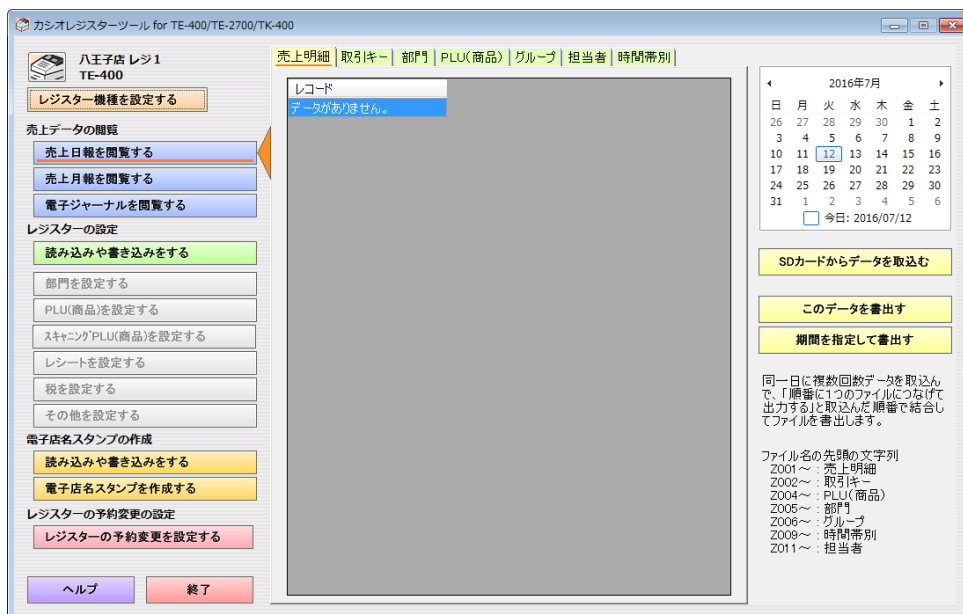 カシオレジスターツール for TE-400/TE-2700/TK-400
八王子店 レジ1
TE-400
レジスター機種を設定する
売上データの閲覧
売上日報を閲覧する
売上月報を閲覧する
電子ジャーナルを閲覧する
レジスターの設定
読み込みや書き込みをする
部門を設定する
PLU(商品)を設定する
スキャニングPLU(商品)を設定する
レシートを設定する
税を設定する
その他を設定する
電子店名スタンプの作成
読み込みや書き込みをする
電子店名スタンプを作成する
レジスターの予約変更の設定
レジスターの予約変更を設定する
ヘルプ 終了
売上明細 取引キー 部門 PLU(商品) グループ 担当者 時間帯別
レコード
データがありません。
2016年7月
日 月 火 水 木 金 土
26 27 28 29 30 1 2
3 4 5 6 7 8 9
10 11 12 13 14 15 16
17 18 19 20 21 22 23
24 25 26 27 28 29 30
31 1 2 3 4 5 6
今日: 2016/07/12
SDカードからデータを取込む
このデータを書出す
期間を指定して書出す
同一日に複数回数データを取込ん
で、「順番に1つのファイルにつなげて
出力する」と取込んだ順番で結合し
てファイルを書出します。
ファイル名の先頭の文字列
Z001～：売上明細
Z002～：取引キー
Z004～：PLU(商品)
Z005～：部門
Z006～：グループ
Z009～：時間帯別
Z011～：担当者